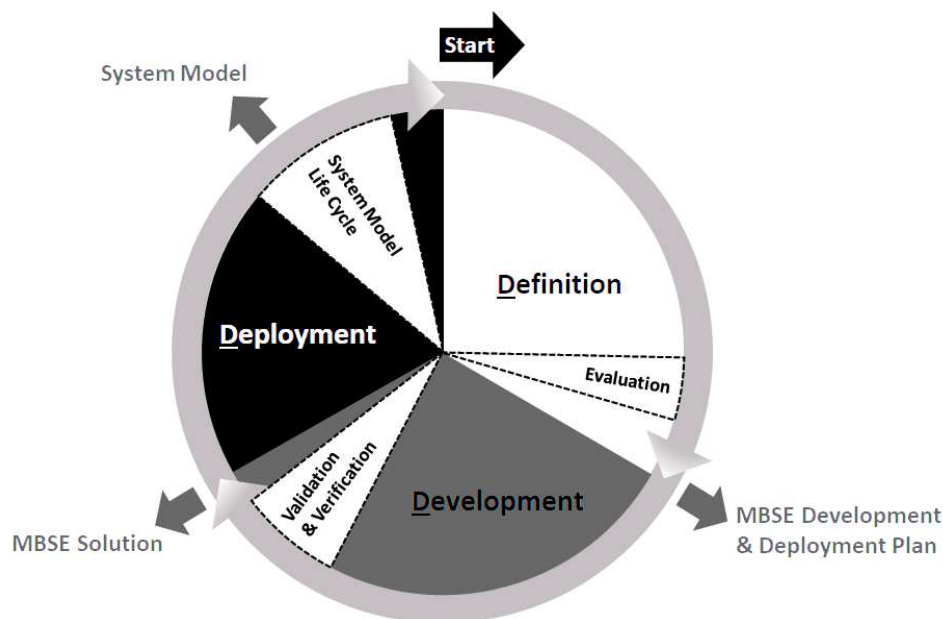 Start
System Model
System Model
Life Cycle
Definition
Deployment
Evaluation
Validation
& Verification
Development
MBSE Solution
MBSE Development
& Deployment Plan